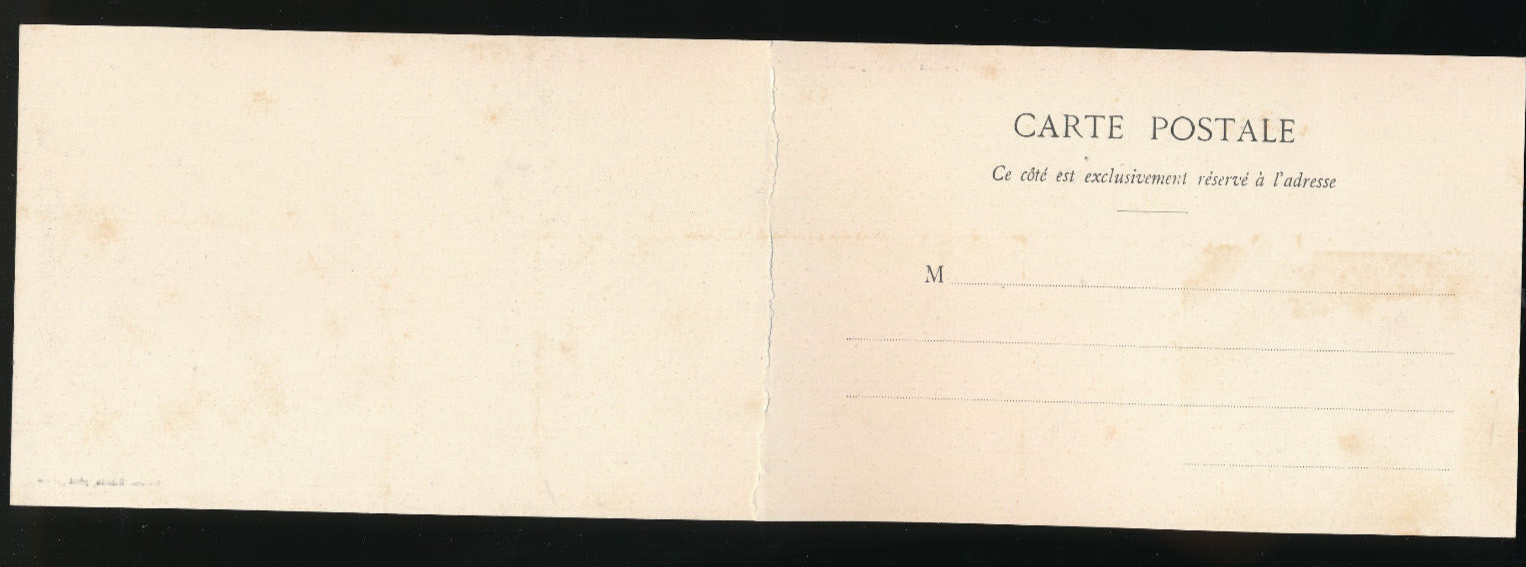 CARTE POSTALE
Ce côté est exclusivement réservé à l'adresse
M